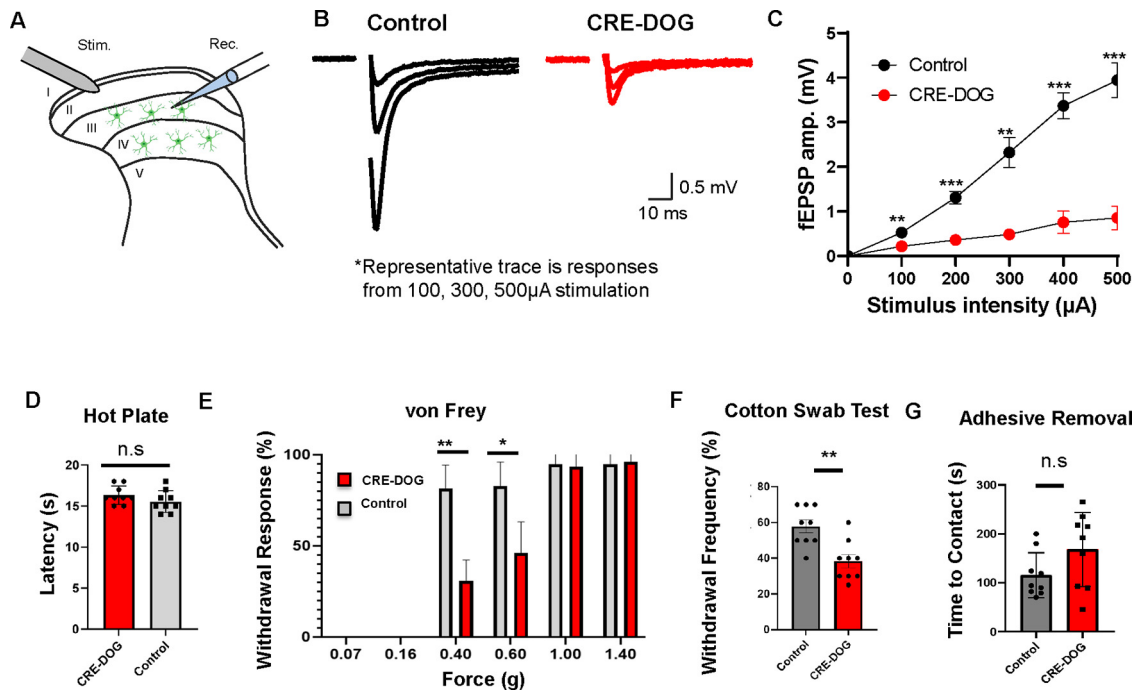 A
Stim.
Rec.
I
II
III
IV
V
B
Control
CRE-DOG
0.5 mV
10 ms
*Representative trace is responses
from 100, 300, 500µA stimulation
C
Control
CRE-DOG
fEPSP amp. (mV)
5
4
3
2
1
0
**
***
**
***
***
0 100 200 300 400 500
Stimulus intensity (µA)
D
Hot Plate
n.s
Latency (s)
20
15
10
5
0
CRE-DOG
Control
E
von Frey
Withdrawal Response (%)
100
50
0
**
*
CRE-DOG
Control
0.07 0.16 0.40 0.60 1.00 1.40
Force (g)
F
Cotton Swab Test
Withdrawal Frequency (%)
80
60
40
20
0
**
Control
CRE-DOG
G
Adhesive Removal
n.s
Time to Contact (s)
300
200
100
0
Control
CRE-DOG